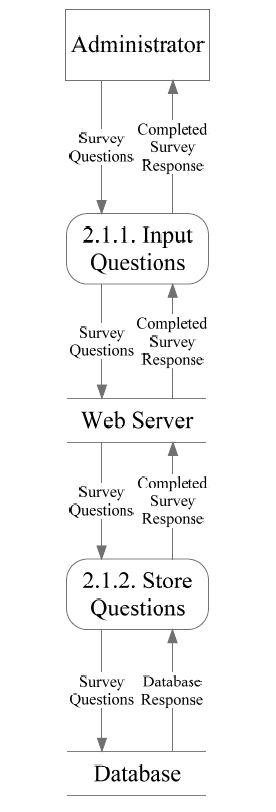 Administrator
Survey
Questions
Completed
Survey
Response
2.1.1. Input
Questions
Survey
Questions
Completed
Survey
Response
Web Server
Survey
Questions
Completed
Survey
Response
2.1.2. Store
Questions
Survey
Questions
Database
Response
Database